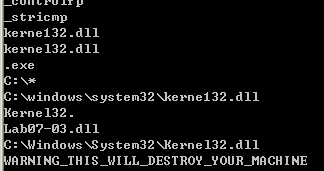 _controlfp
_stricmp
kerne132.dll
kernel32.dll
.exe
C:\*
C:\windows\system32\kerne132.dll
Kernel32.
Lab07-03.dll
C:\Windows\System32\Kernel32.dll
WARNING_THIS_WILL_DESTROY_YOUR_MACHINE